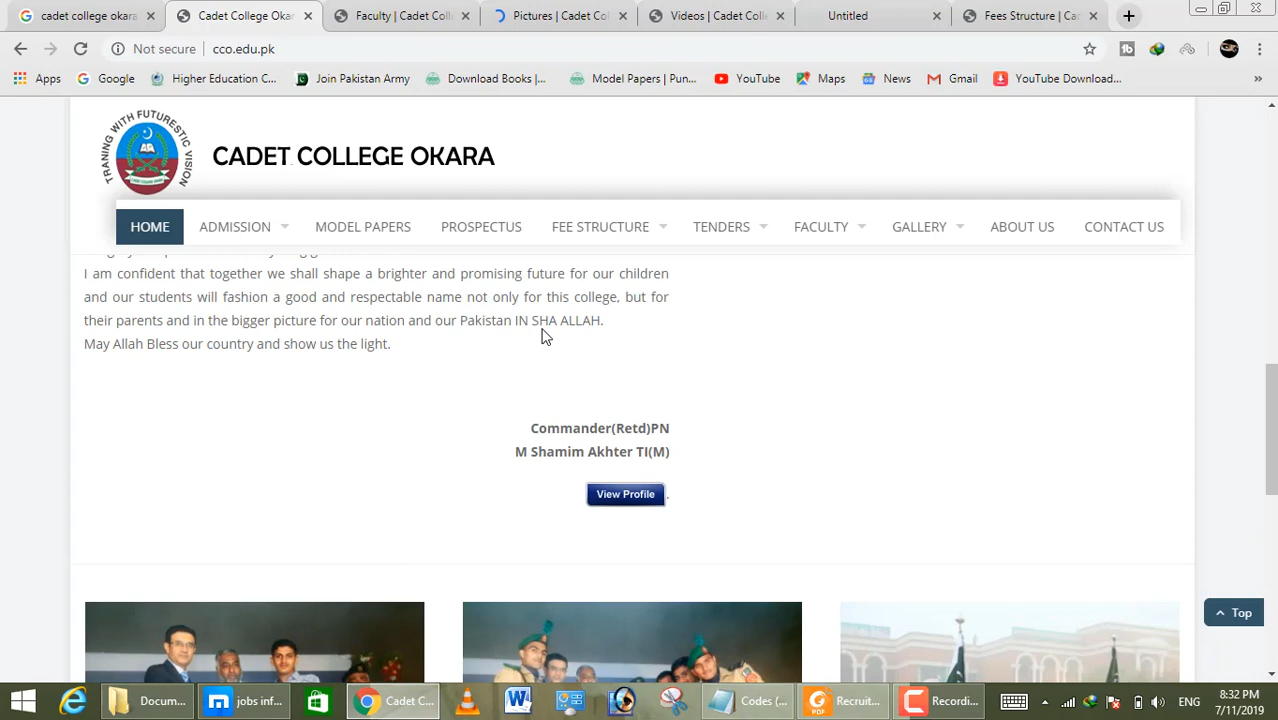 cadet college okara
Cadet College Oka
Faculty | Cadet Coll
Pictures | Cadet Col
Videos | Cadet Colle
Untitled
Fees Structure | Ca
Not secure
cco.edu.pk
Apps
Google
Higher Education C...
Join Pakistan Army
Download Books |...
Model Papers | Pun...
YouTube
Maps
News
Gmail
YouTube Download...
»
TRANING WITH FUTURESTIC VISION
CADET COLLEGE OKARA
HOME
ADMISSION
MODEL PAPERS
PROSPECTUS
FEE STRUCTURE
TENDERS
FACULTY
GALLERY
ABOUT US
CONTACT US
I am confident that together we shall shape a brighter and promising future for our children
and our students will fashion a good and respectable name not only for this college, but for
their parents and in the bigger picture for our nation and our Pakistan IN SHA ALLAH.
May Allah Bless our country and show us the light.
Commander(Retd)PN
M Shamim Akhter TI(M)
View Profile
.
Top
Docum...
jobs inf...
Cadet C...
Codes (...
Recruit...
Recordi...
ENG
8:32 PM
7/11/2019